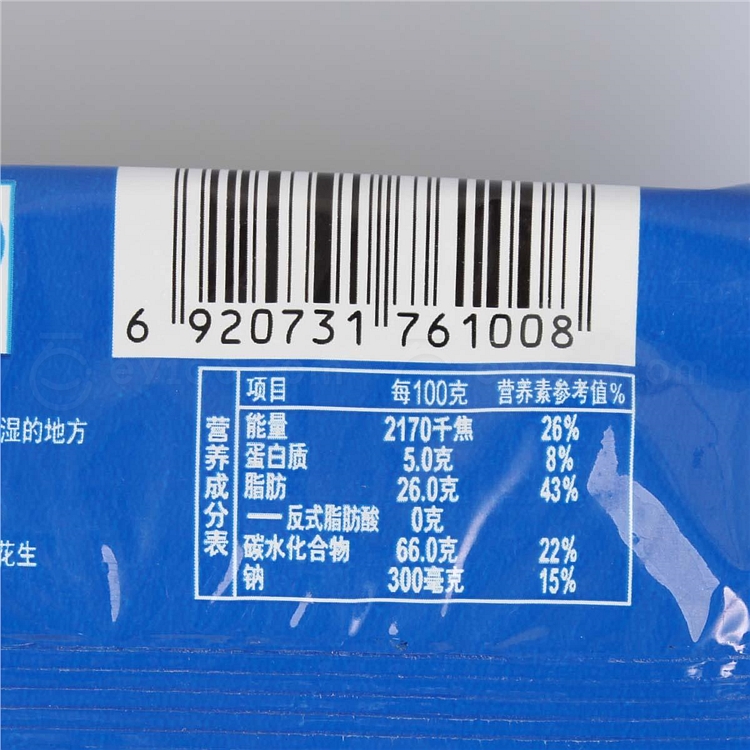 6 920731 761008
项目 每100克 营养素参考值%
营养成分表
能量 2170千焦 26%
蛋白质 5.0克 8%
脂肪 26.0克 43%
—反式脂肪酸 0克
碳水化合物 66.0克 22%
钠 300毫克 15%
湿的地方
花生